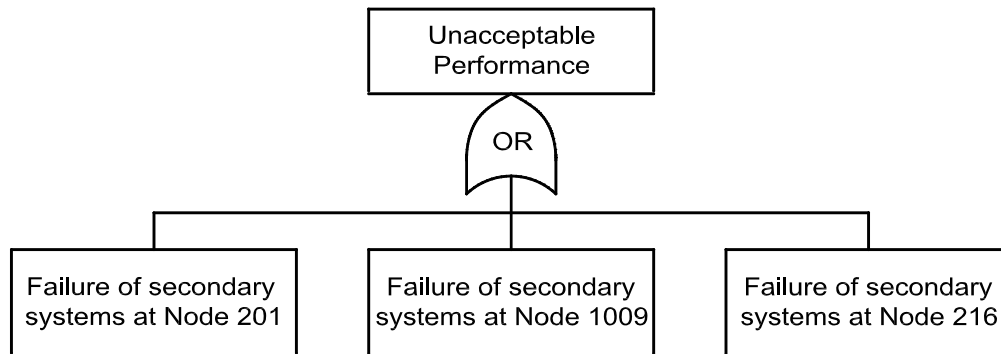 Unacceptable
Performance
OR
Failure of secondary
systems at Node 201
Failure of secondary
systems at Node 1009
Failure of secondary
systems at Node 216